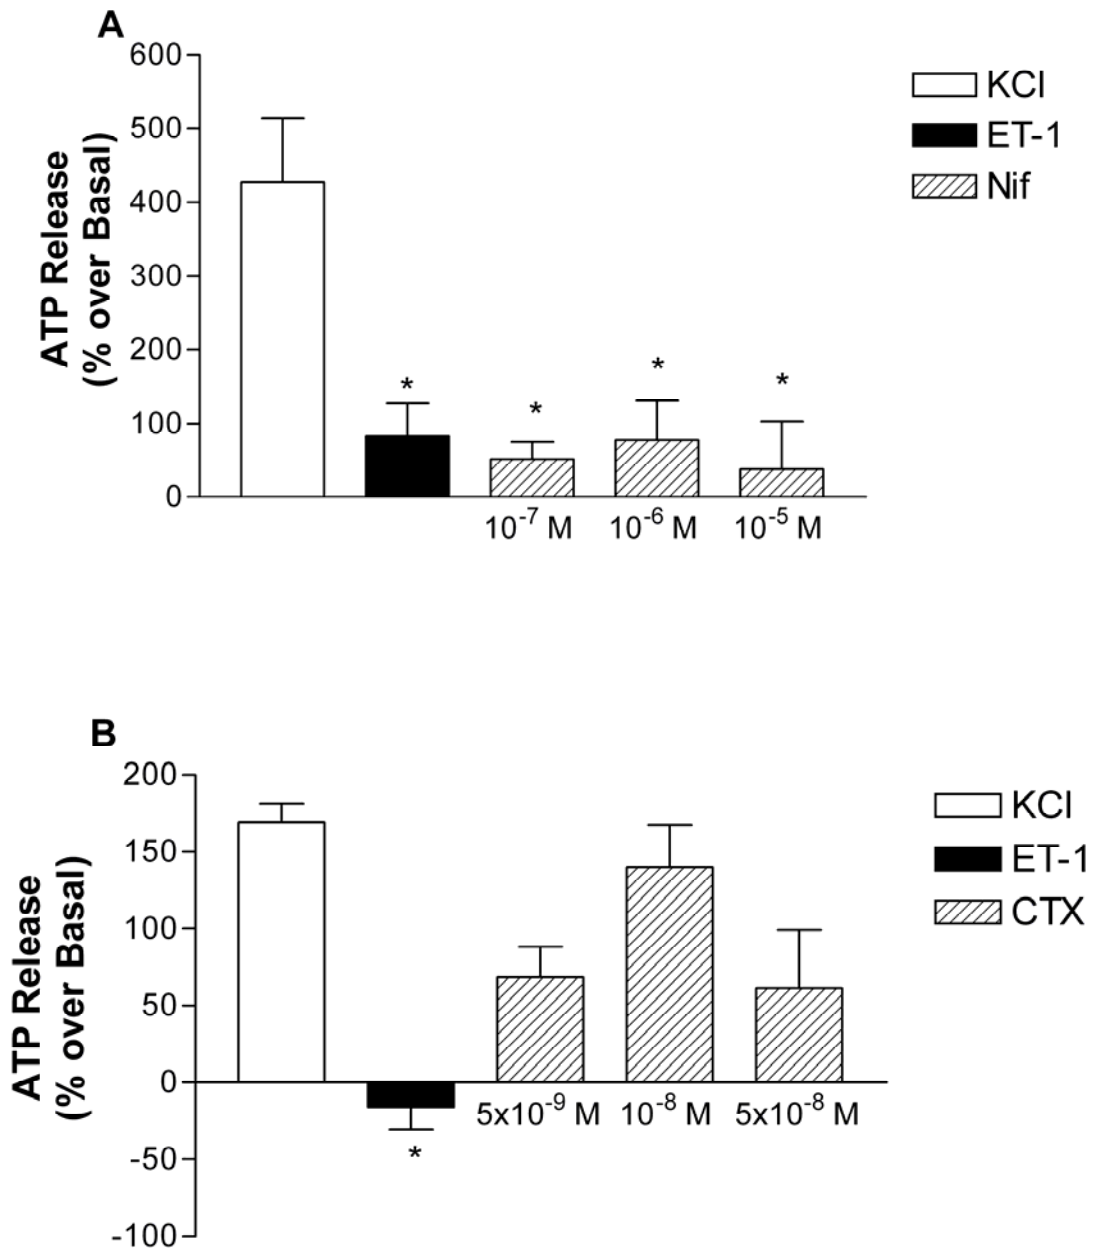 A
600
500
400
300
200
100
0
ATP Release
(% over Basal)
KCl
ET-1
Nif
*
*
*
*
10⁻⁷ M 10⁻⁶ M 10⁻⁵ M
B
200
150
100
50
0
-50
-100
ATP Release
(% over Basal)
KCl
ET-1
CTX
5x10⁻⁹ M 10⁻⁸ M 5x10⁻⁸ M
*